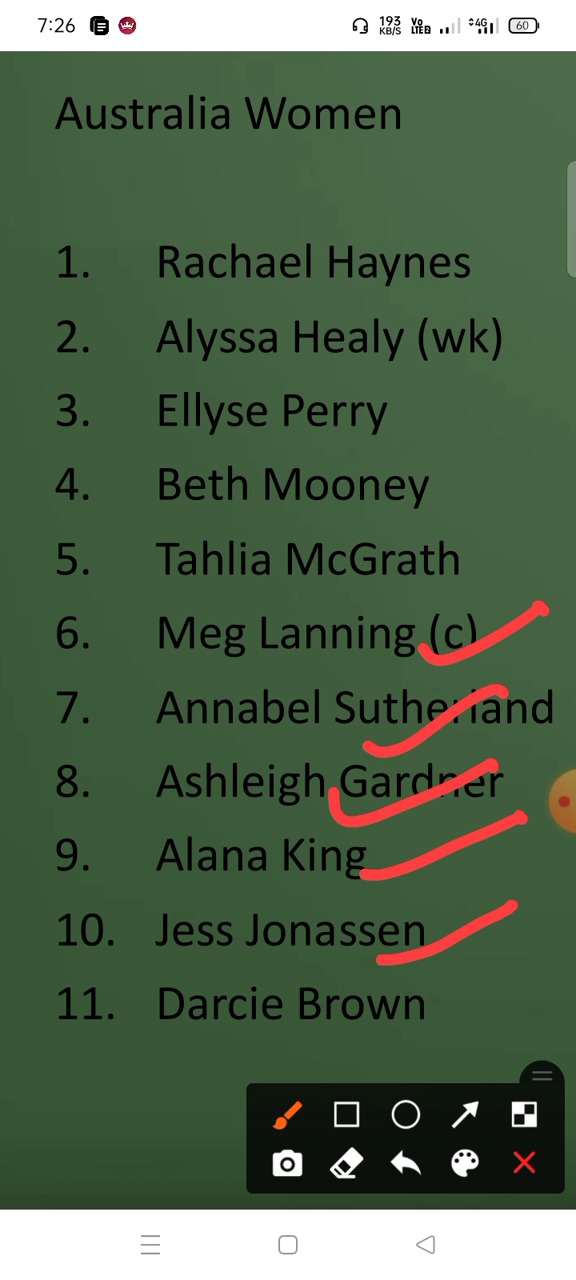 7:26 193 KB/S Vo LTE2 4G 60
Australia Women
1. Rachael Haynes
2. Alyssa Healy (wk)
3. Ellyse Perry
4. Beth Mooney
5. Tahlia McGrath
6. Meg Lanning (c)
7. Annabel Sutherland
8. Ashleigh Gardner
9. Alana King
10. Jess Jonassen
11. Darcie Brown